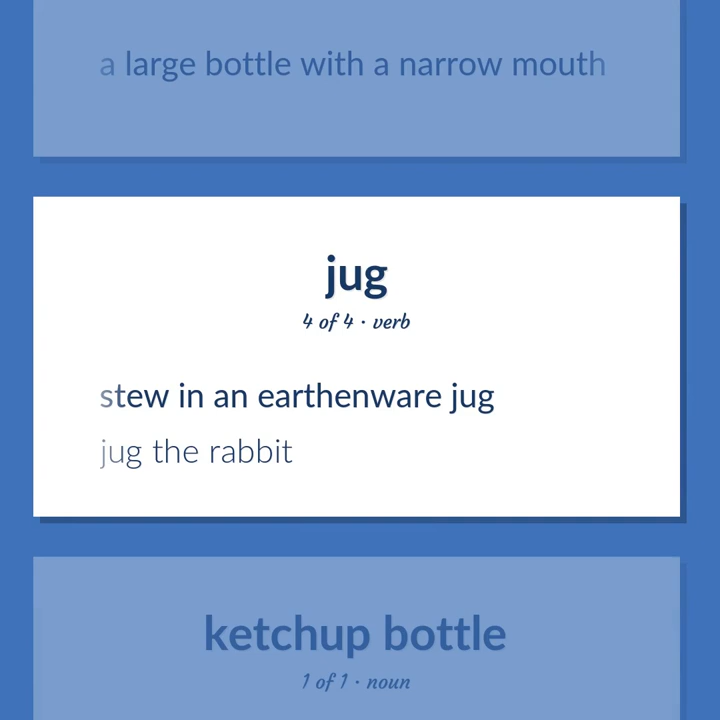 a large bottle with a narrow mouth
jug
4 of 4 · verb
stew in an earthenware jug
jug the rabbit
ketchup bottle
1 of 1 · noun